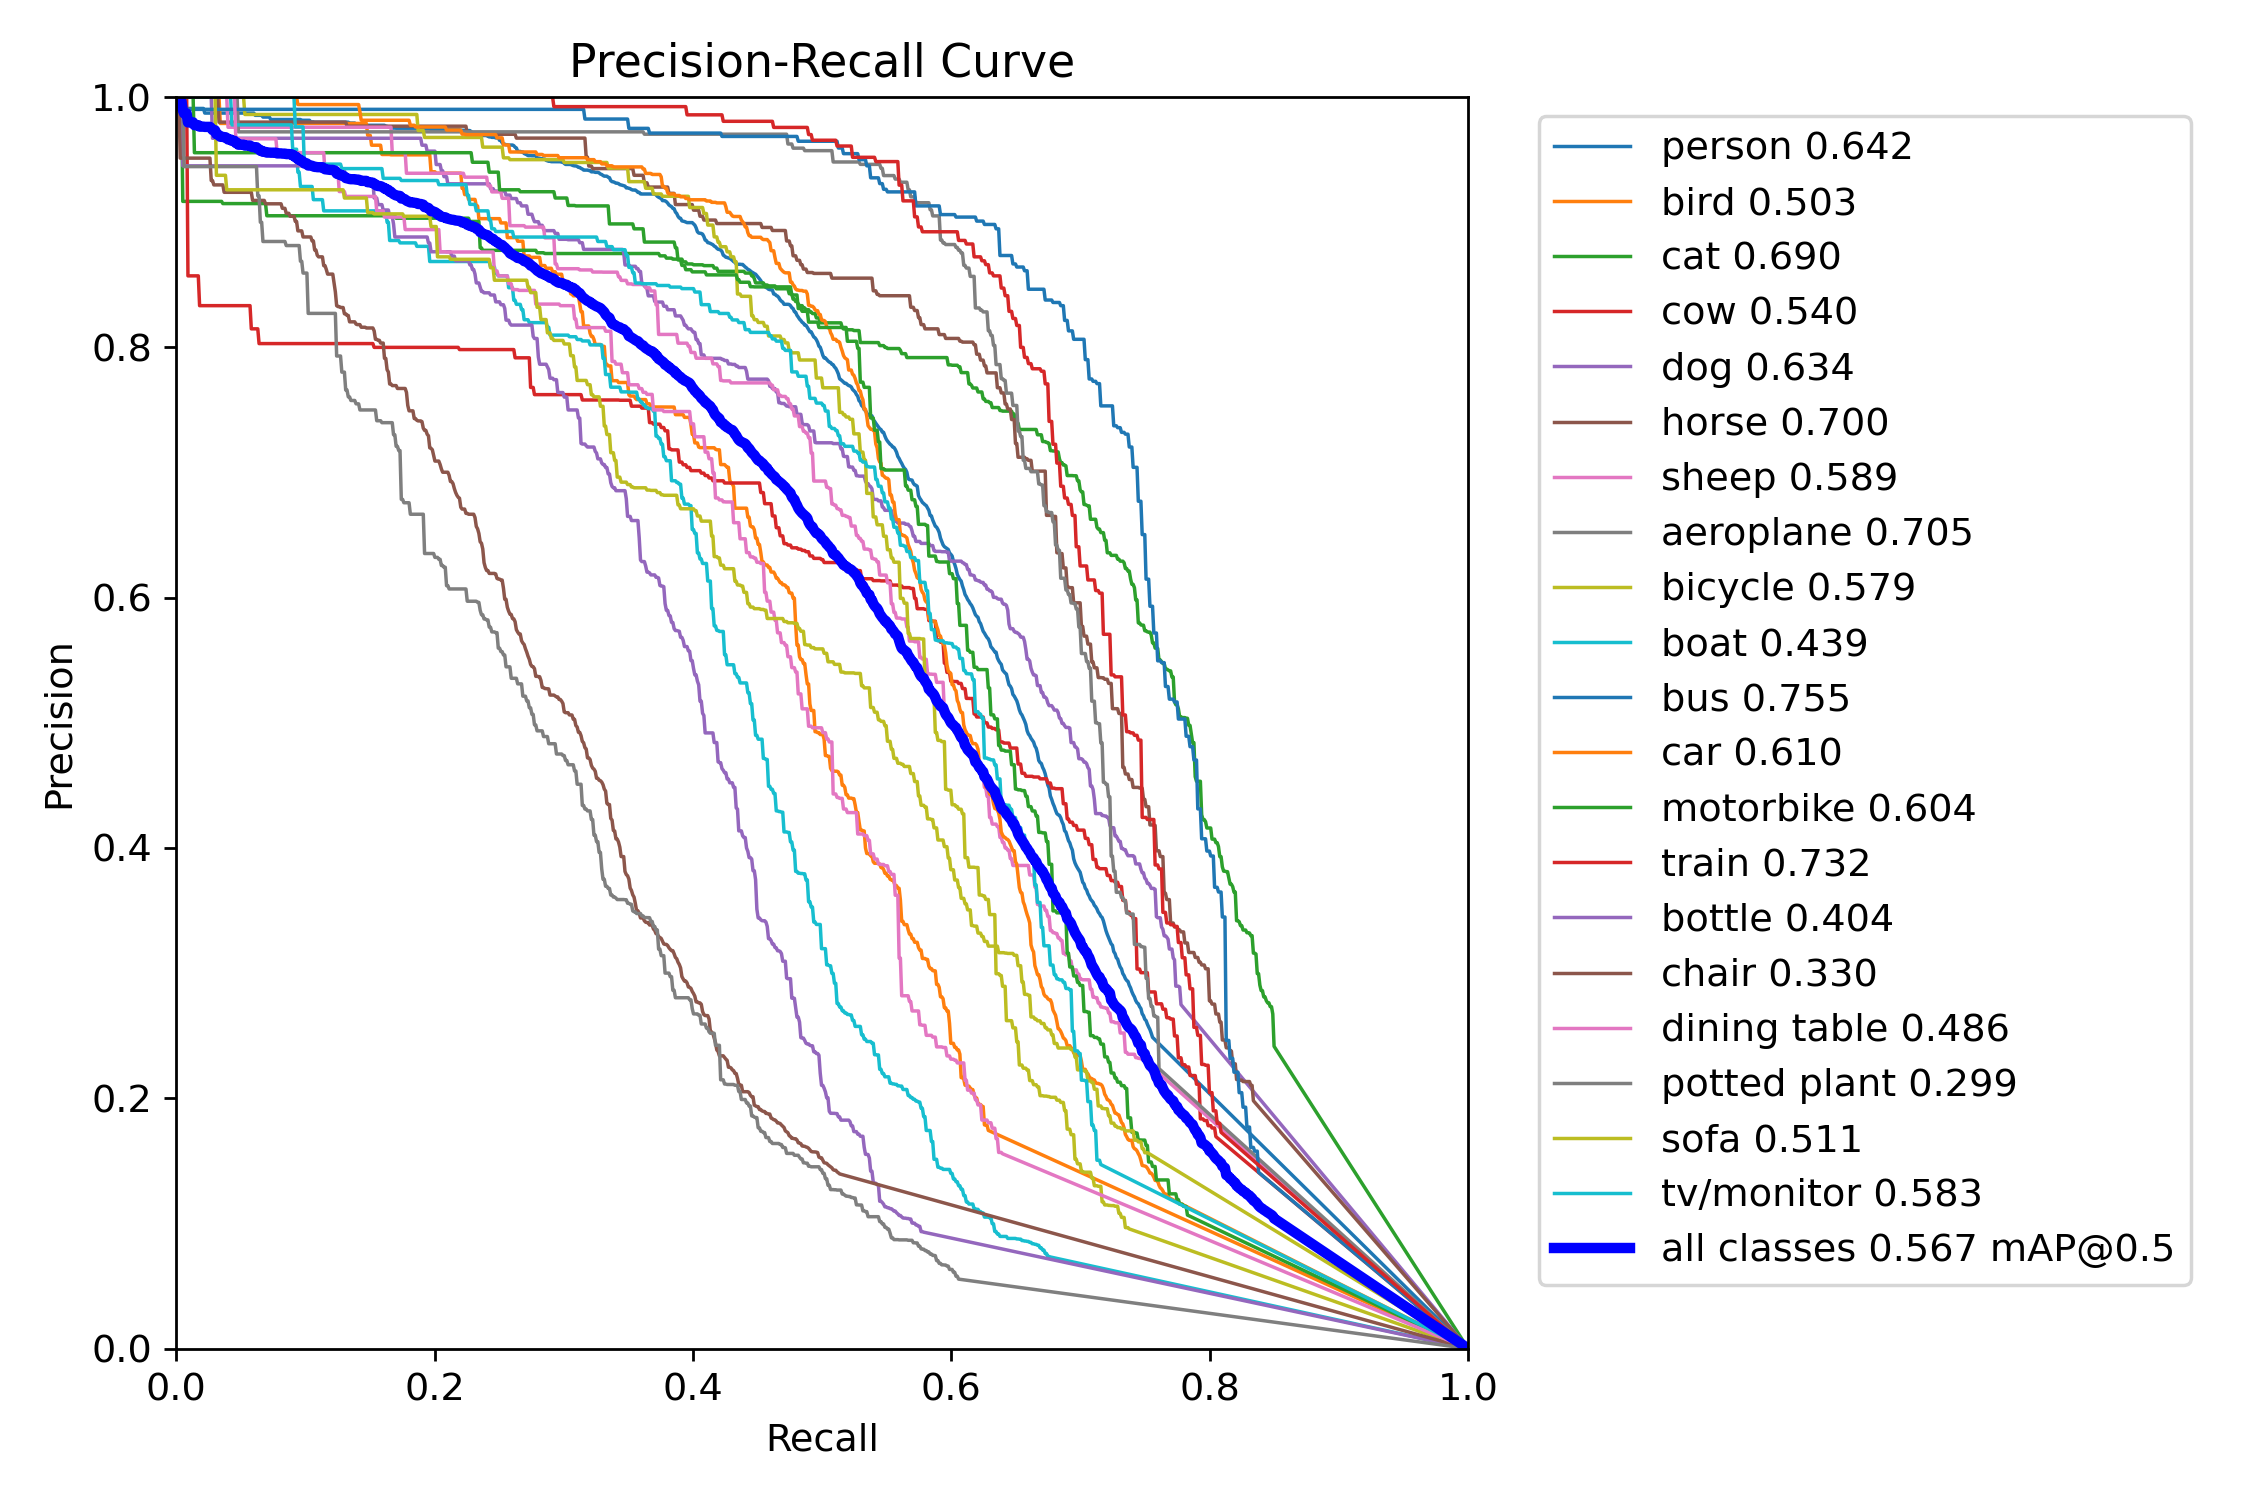 Precision-Recall Curve
1.0
0.8
0.6
0.4
0.2
0.0
Precision
0.0 0.2 0.4 0.6 0.8 1.0
Recall
person 0.642
bird 0.503
cat 0.690
cow 0.540
dog 0.634
horse 0.700
sheep 0.589
aeroplane 0.705
bicycle 0.579
boat 0.439
bus 0.755
car 0.610
motorbike 0.604
train 0.732
bottle 0.404
chair 0.330
dining table 0.486
potted plant 0.299
sofa 0.511
tv/monitor 0.583
all classes 0.567 mAP@0.5